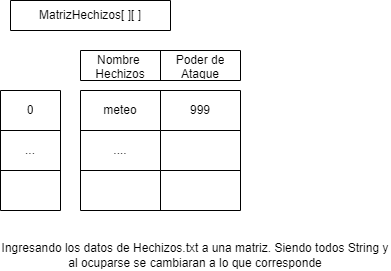 MatrizHechizos[ ][ ]
Nombre Hechizos
Poder de Ataque
0
meteo
999
...
....
Ingresando los datos de Hechizos.txt a una matriz. Siendo todos String y
al ocuparse se cambiaran a lo que corresponde